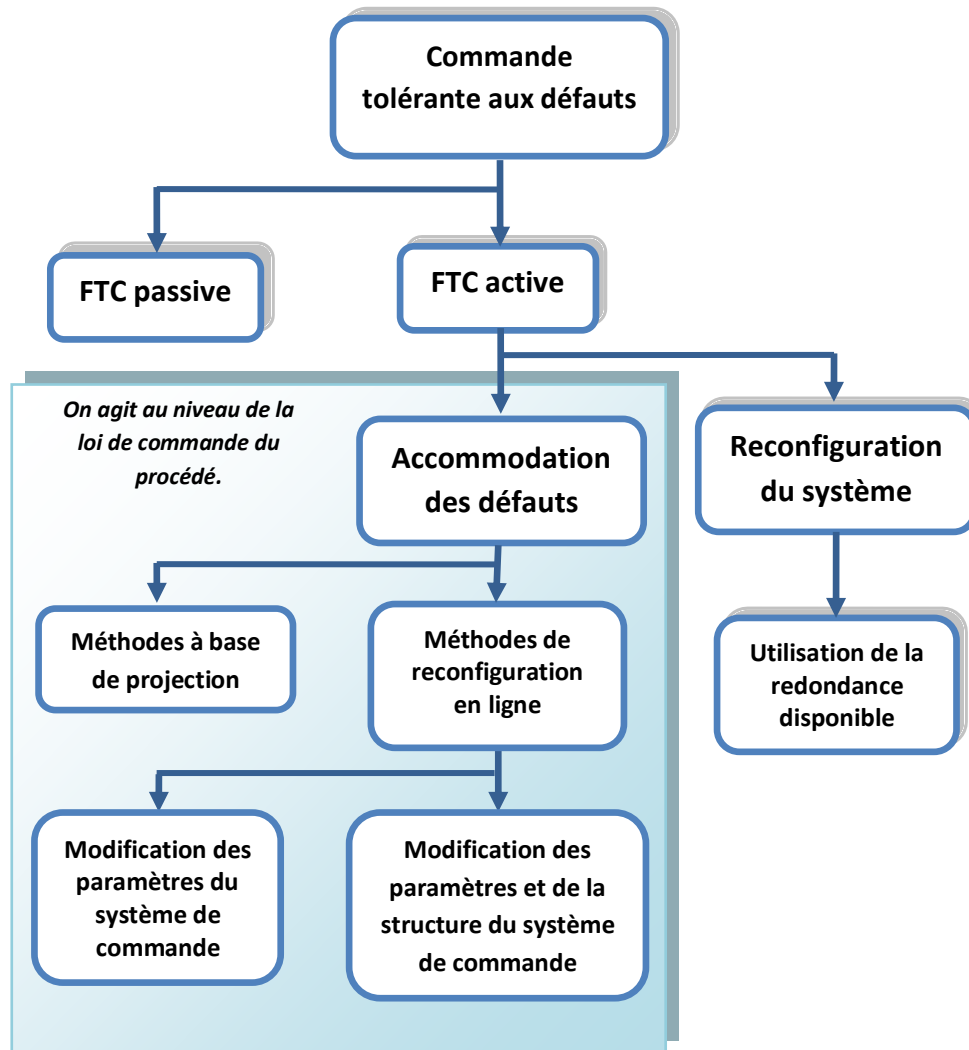 Commande
tolérante aux défauts
FTC passive
FTC active
On agit au niveau de la
loi de commande du
procédé.
Accommodation
des défauts
Reconfiguration
du système
Méthodes à base
de projection
Méthodes de
reconfiguration
en ligne
Utilisation de la
redondance
disponible
Modification des
paramètres du
système de
commande
Modification des
paramètres et de la
structure du système
de commande